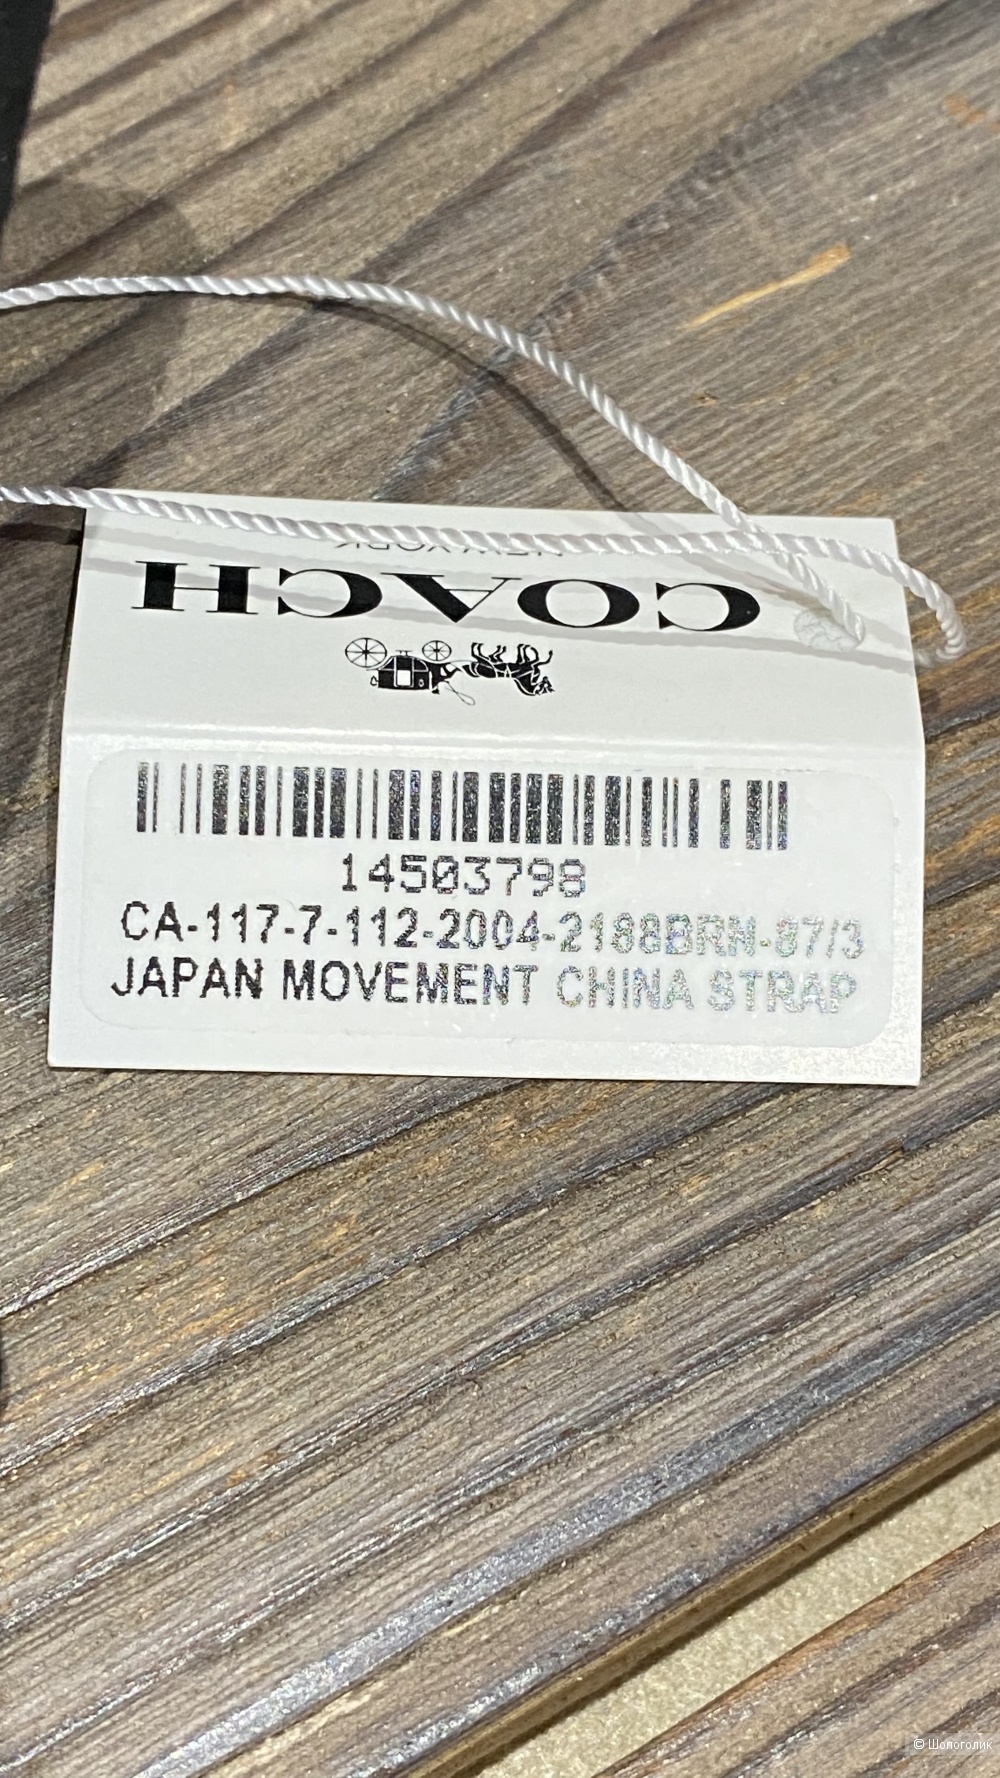 NEW YORK
COACH
14503798
CA-117-7-112-2004-2188BRN-87/3
JAPAN MOVEMENT CHINA STRAP
© Шопоголик